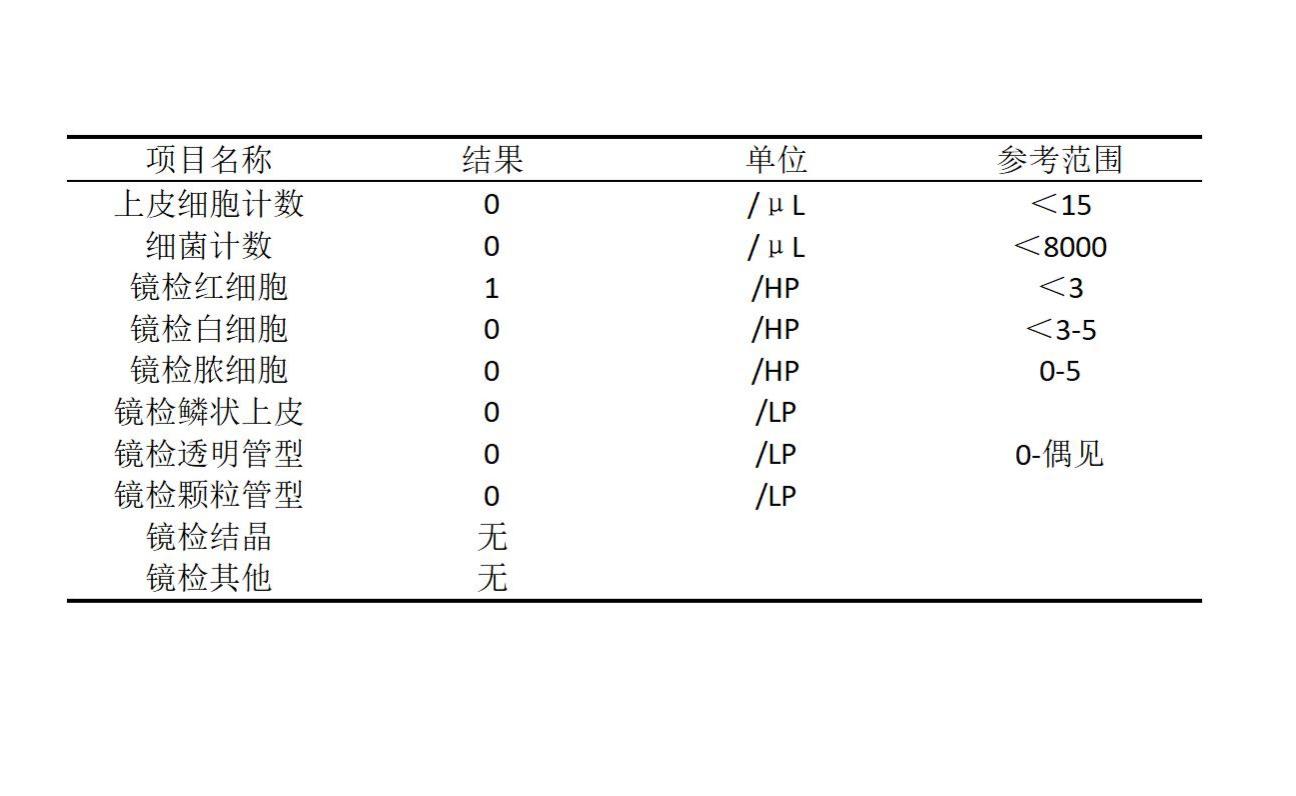 项目名称 结果 单位 参考范围
上皮细胞计数 0 /μL ＜15
细菌计数 0 /μL ＜8000
镜检红细胞 1 /HP ＜3
镜检白细胞 0 /HP ＜3-5
镜检脓细胞 0 /HP 0-5
镜检鳞状上皮 0 /LP
镜检透明管型 0 /LP 0-偶见
镜检颗粒管型 0 /LP
镜检结晶 无
镜检其他 无